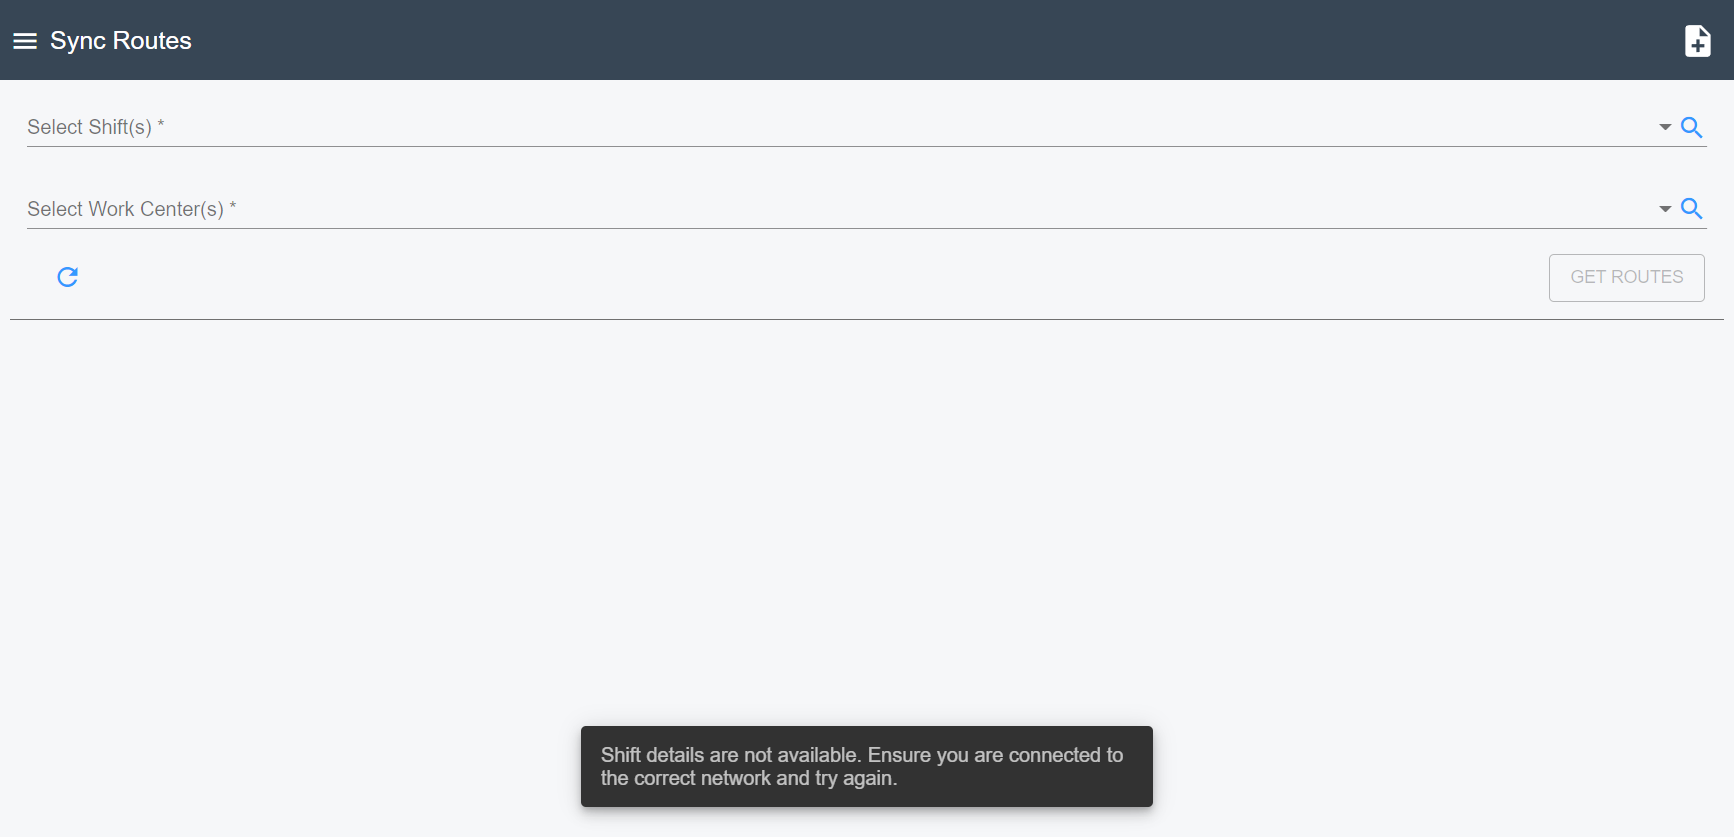 Sync Routes
Select Shift(s) *
Select Work Center(s) *
GET ROUTES
Shift details are not available. Ensure you are connected to
the correct network and try again.